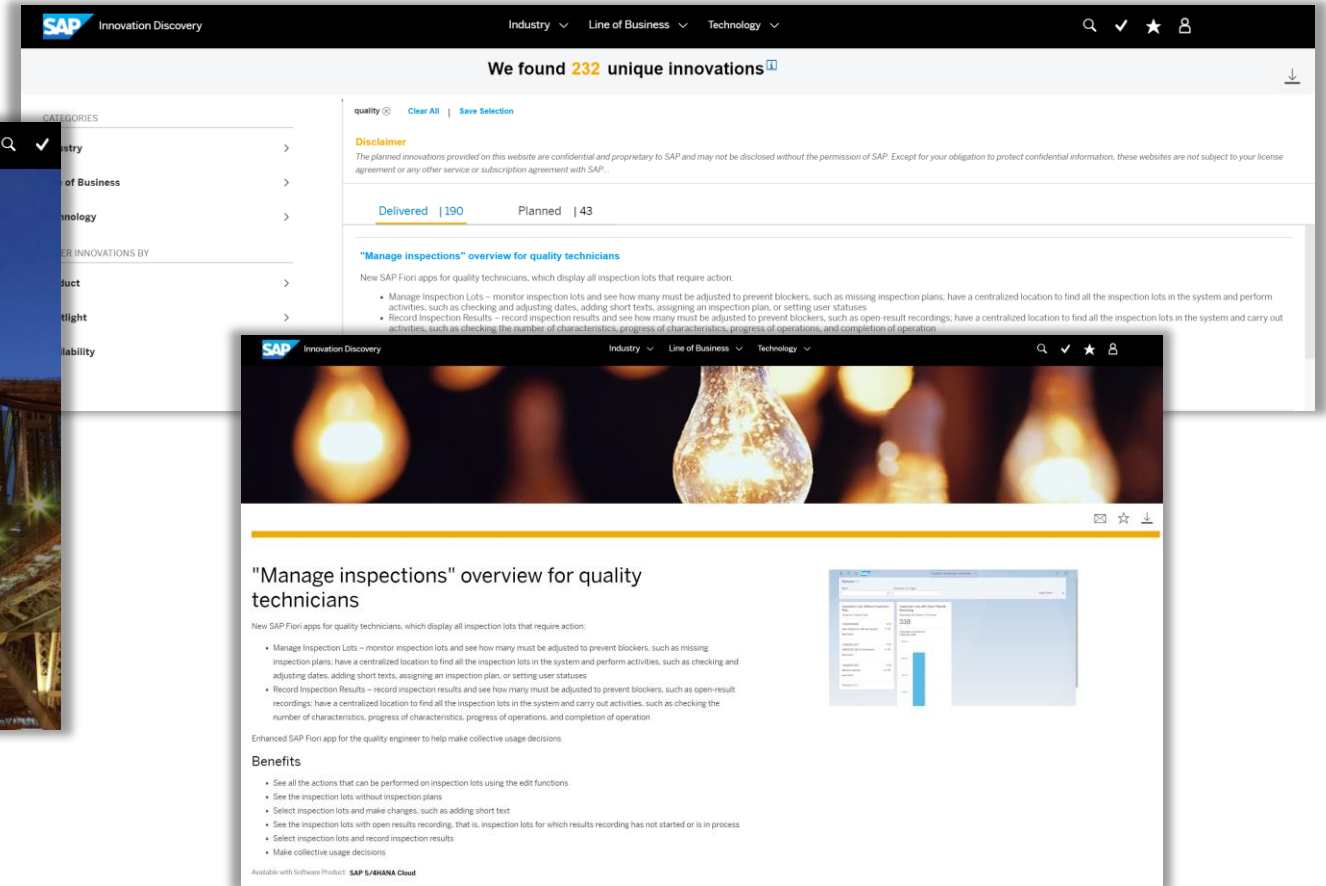 SAP Innovation Discovery
Industry Line of Business Technology
We found 232 unique innovations
CATEGORIES
quality Clear All | Save Selection
Disclaimer
The planned innovations provided on this website are confidential and proprietary to SAP and may not be disclosed without the permission of SAP. Except for your obligation to protect confidential information, these websites are not subject to your license
agreement or any other service or subscription agreement with SAP...
of Business
Delivered | 190 Planned | 43
"Manage inspections" overview for quality technicians
New SAP Fiori apps for quality technicians, which display all inspection lots that require action:
• Manage Inspection Lots – monitor inspection lots and see how many must be adjusted to prevent blockers, such as missing inspection plans; have a centralized location to find all the inspection lots in the system and perform
activities, such as checking and adjusting dates, adding short texts, assigning an inspection plan, or setting user statuses
• Record Inspection Results – record inspection results and see how many must be adjusted to prevent blockers, such as open-result recordings; have a centralized location to find all the inspection lots in the system and carry out
activities, such as checking the number of characteristics, progress of characteristics, progress of operations, and completion of operation
INNOVATIONS BY
SAP Innovation Discovery
Industry Line of Business Technology
"Manage inspections" overview for quality
technicians
New SAP Fiori apps for quality technicians, which display all inspection lots that require action:
• Manage Inspection Lots – monitor inspection lots and see how many must be adjusted to prevent blockers, such as missing
inspection plans; have a centralized location to find all the inspection lots in the system and perform activities, such as checking and
adjusting dates, adding short texts, assigning an inspection plan, or setting user statuses
• Record Inspection Results – record inspection results and see how many must be adjusted to prevent blockers, such as open-result
recordings; have a centralized location to find all the inspection lots in the system and carry out activities, such as checking the
number of characteristics, progress of characteristics, progress of operations, and completion of operation
Enhanced SAP Fiori app for the quality engineer to help make collective usage decisions
Benefits
• See all the actions that can be performed on inspection lots using the edit functions
• See the inspection lots without inspection plans
• Select inspection lots and make changes, such as adding short text
• See the inspection lots with open results recording, that is, inspection lots for which results recording has not started or is in process
• Select inspection lots and record inspection results
• Make collective usage decisions
Available with Software Product: SAP S/4HANA Cloud
338